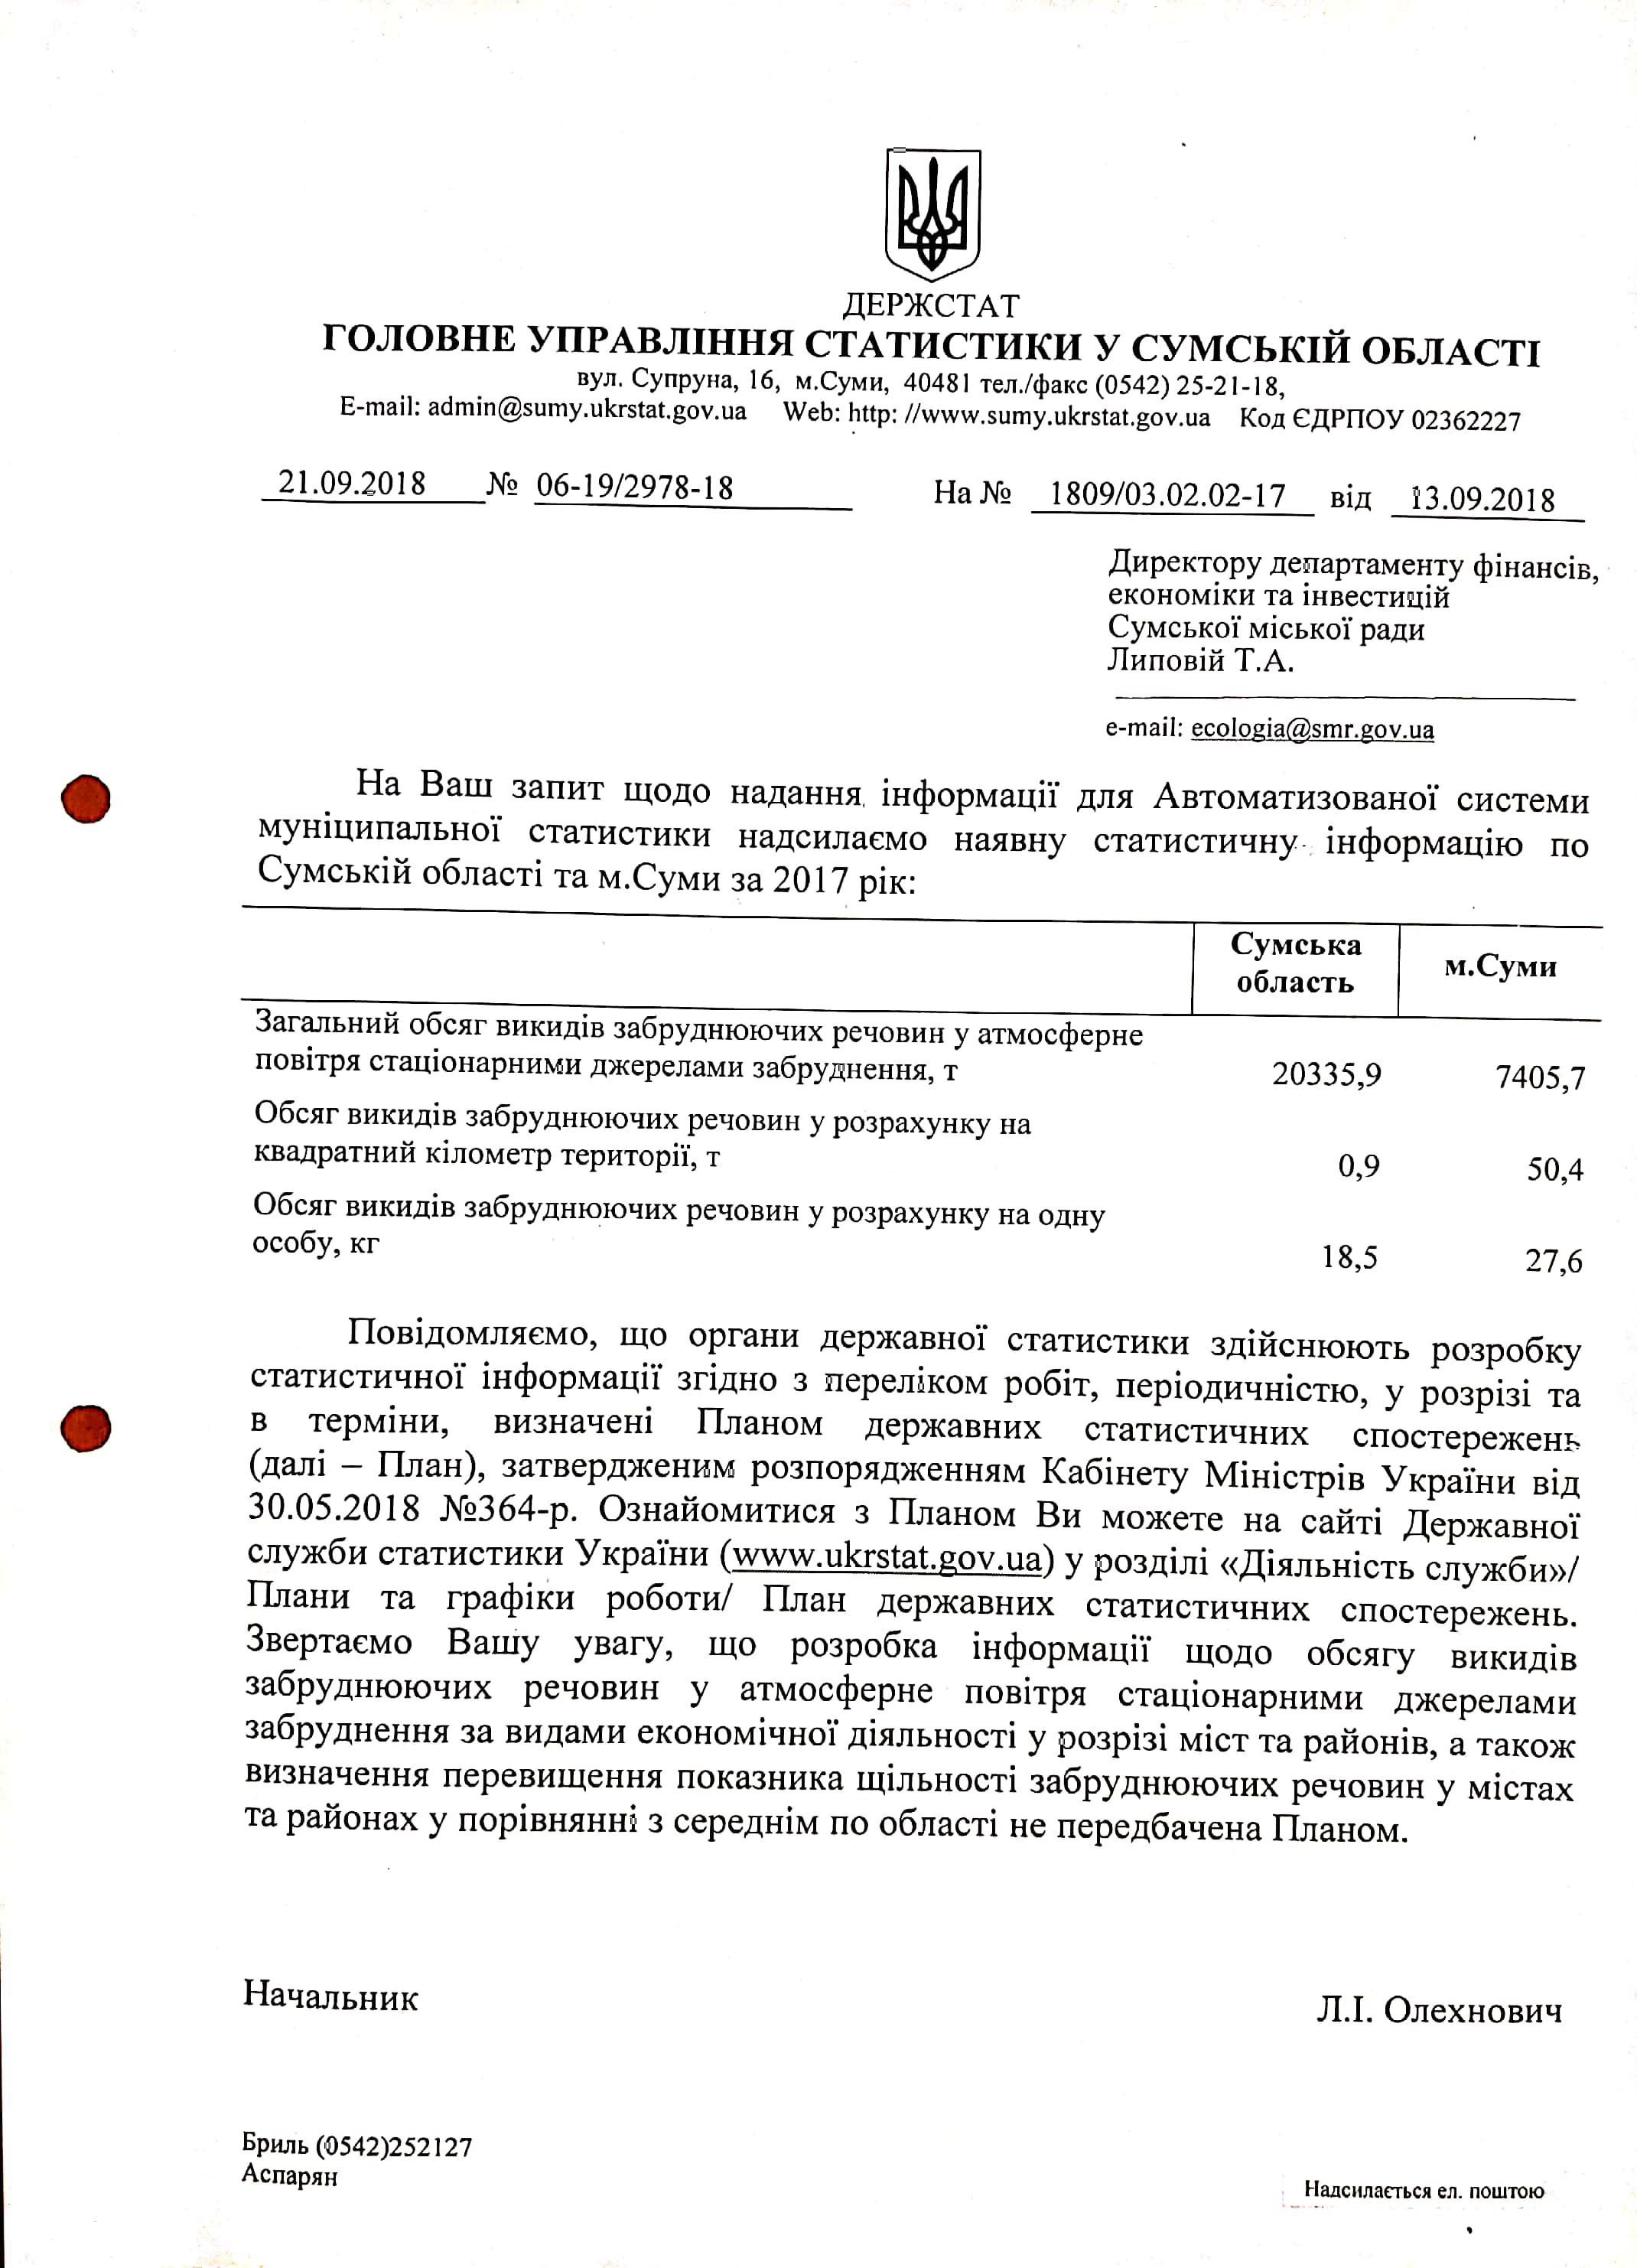 ДЕРЖСТАТ
ГОЛОВНЕ УПРАВЛІННЯ СТАТИСТИКИ У СУМСЬКІЙ ОБЛАСТІ
вул. Супруна, 16, м.Суми, 40481 тел./факс (0542) 25-21-18,
E-mail: admin@sumy.ukrstat.gov.ua Web: http: //www.sumy.ukrstat.gov.ua Код ЄДРПОУ 02362227
21.09.2018 № 06-19/2978-18 На № 1809/03.02.02-17 від 13.09.2018
Директору департаменту фінансів,
економіки та інвестицій
Сумської міської ради
Липовій Т.А.
e-mail: ecologia@smr.gov.ua
На Ваш запит щодо надання інформації для Автоматизованої системи
муніципальної статистики надсилаємо наявну статистичну інформацію по
Сумській області та м.Суми за 2017 рік:
Сумська
область
м.Суми
Загальний обсяг викидів забруднюючих речовин у атмосферне
повітря стаціонарними джерелами забруднення, т 20335,9 7405,7
Обсяг викидів забруднюючих речовин у розрахунку на
квадратний кілометр території, т 0,9 50,4
Обсяг викидів забруднюючих речовин у розрахунку на одну
особу, кг 18,5 27,6
Повідомляємо, що органи державної статистики здійснюють розробку
статистичної інформації згідно з переліком робіт, періодичністю, у розрізі та
в терміни, визначені Планом державних статистичних спостережень
(далі – План), затвердженим розпорядженням Кабінету Міністрів України від
30.05.2018 №364-р. Ознайомитися з Планом Ви можете на сайті Державної
служби статистики України (www.ukrstat.gov.ua) у розділі «Діяльність служби»/
Плани та графіки роботи/ План державних статистичних спостережень.
Звертаємо Вашу увагу, що розробка інформації щодо обсягу викидів
забруднюючих речовин у атмосферне повітря стаціонарними джерелами
забруднення за видами економічної діяльності у розрізі міст та районів, а також
визначення перевищення показника щільності забруднюючих речовин у містах
та районах у порівнянні з середнім по області не передбачена Планом.
Начальник Л.І. Олехнович
Бриль (0542)252127
Аспарян
Надсилається ел. поштою